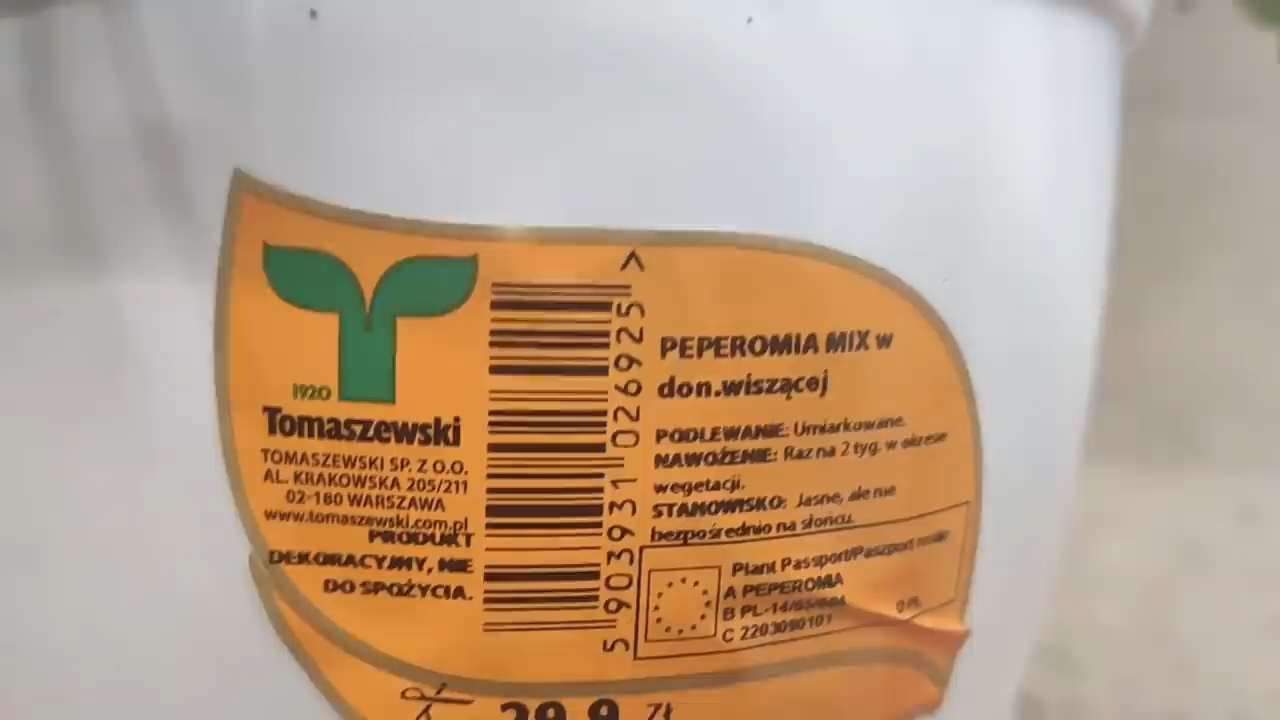 1920
Tomaszewski
TOMASZEWSKI SP. Z O.O.
AL. KRAKOWSKA 205/211
02-180 WARSZAWA
www.tomaszewski.com.pl
PRODUKT
DEKORACYJNY, NIE
DO SPOŻYCIA.
5 903931 026925 >
PEPEROMIA MIX w
don.wiszącej
PODLEWANIE: Umiarkowane.
NAWOŻENIE: Raz na 2 tyg. w okresie
wegetacji.
STANOWISKO: Jasne, ale nie
bezpośrednio na słońcu.
Plant Passport/Paszport
A PEPEROMIA
B
C 2203090101
ZŁ